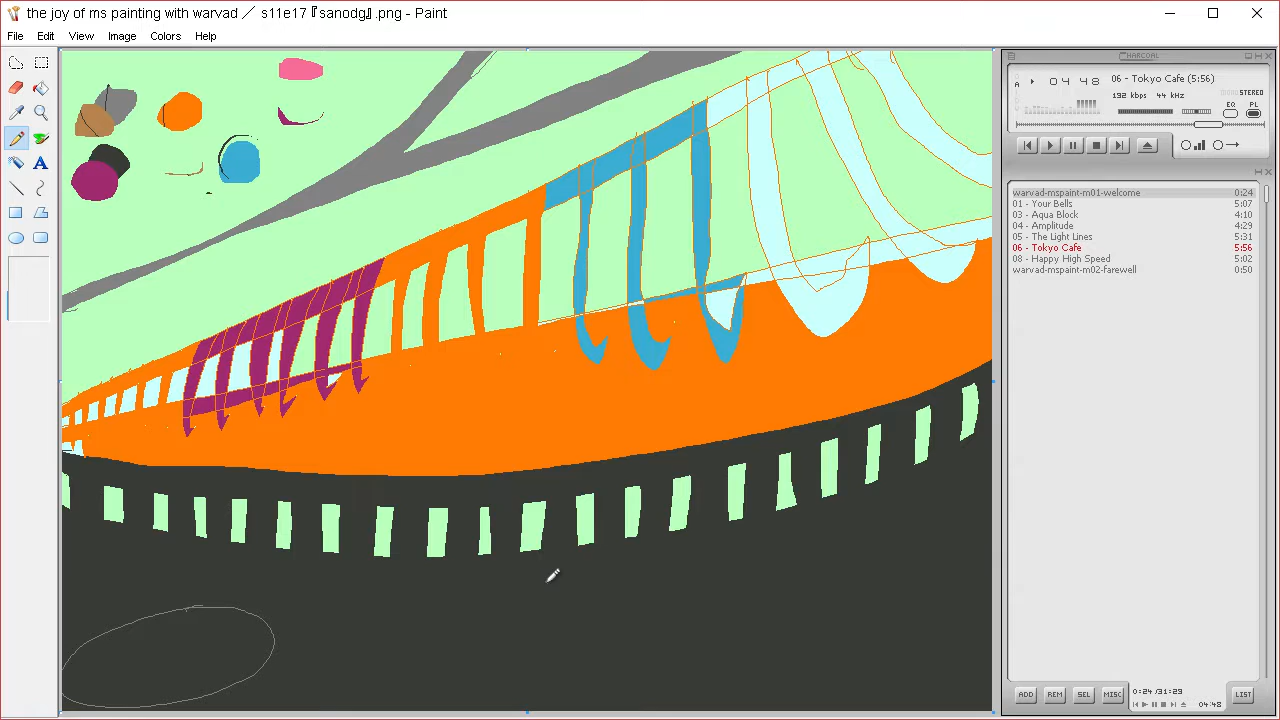 the joy of ms painting with warvad ／ s11e17『sanodg』.png - Paint
File Edit View Image Colors Help
CHARCOAL
04 48
06 - Tokyo Cafe (5:56)
192 kbps 44 kHz
STEREO
EQ PL
A
warvad-mspaint-m01-welcome 0:24
01 - Your Bells 5:07
03 - Aqua Block 4:10
04 - Amplitude 4:29
05 - The Light Lines 5:31
06 - Tokyo Cafe 5:56
08 - Happy High Speed 5:02
warvad-mspaint-m02-farewell 0:50
ADD REM SEL MISC 0:24/31:29 LIST
04:48